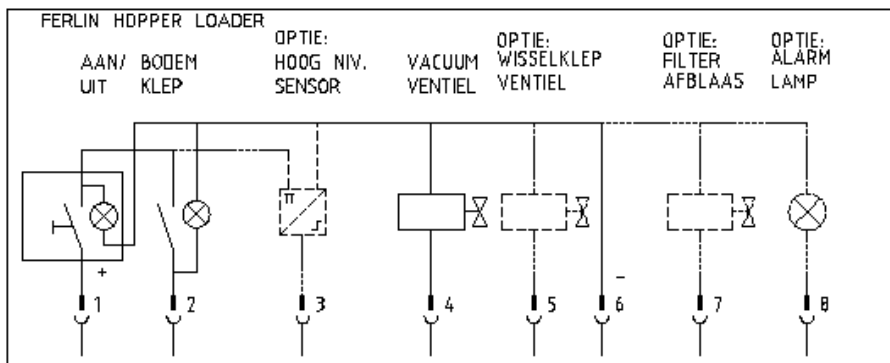 FERLIN HOPPER LOADER
AAN/
UIT
BODEM
KLEP
OPTIE:
HOOG NIV.
SENSOR
VACUUM
VENTIEL
OPTIE:
WISSELKLEP
VENTIEL
OPTIE:
FILTER
AFBLAAS
OPTIE:
ALARM
LAMP
+
-
1
2
3
4
5
6
7
8